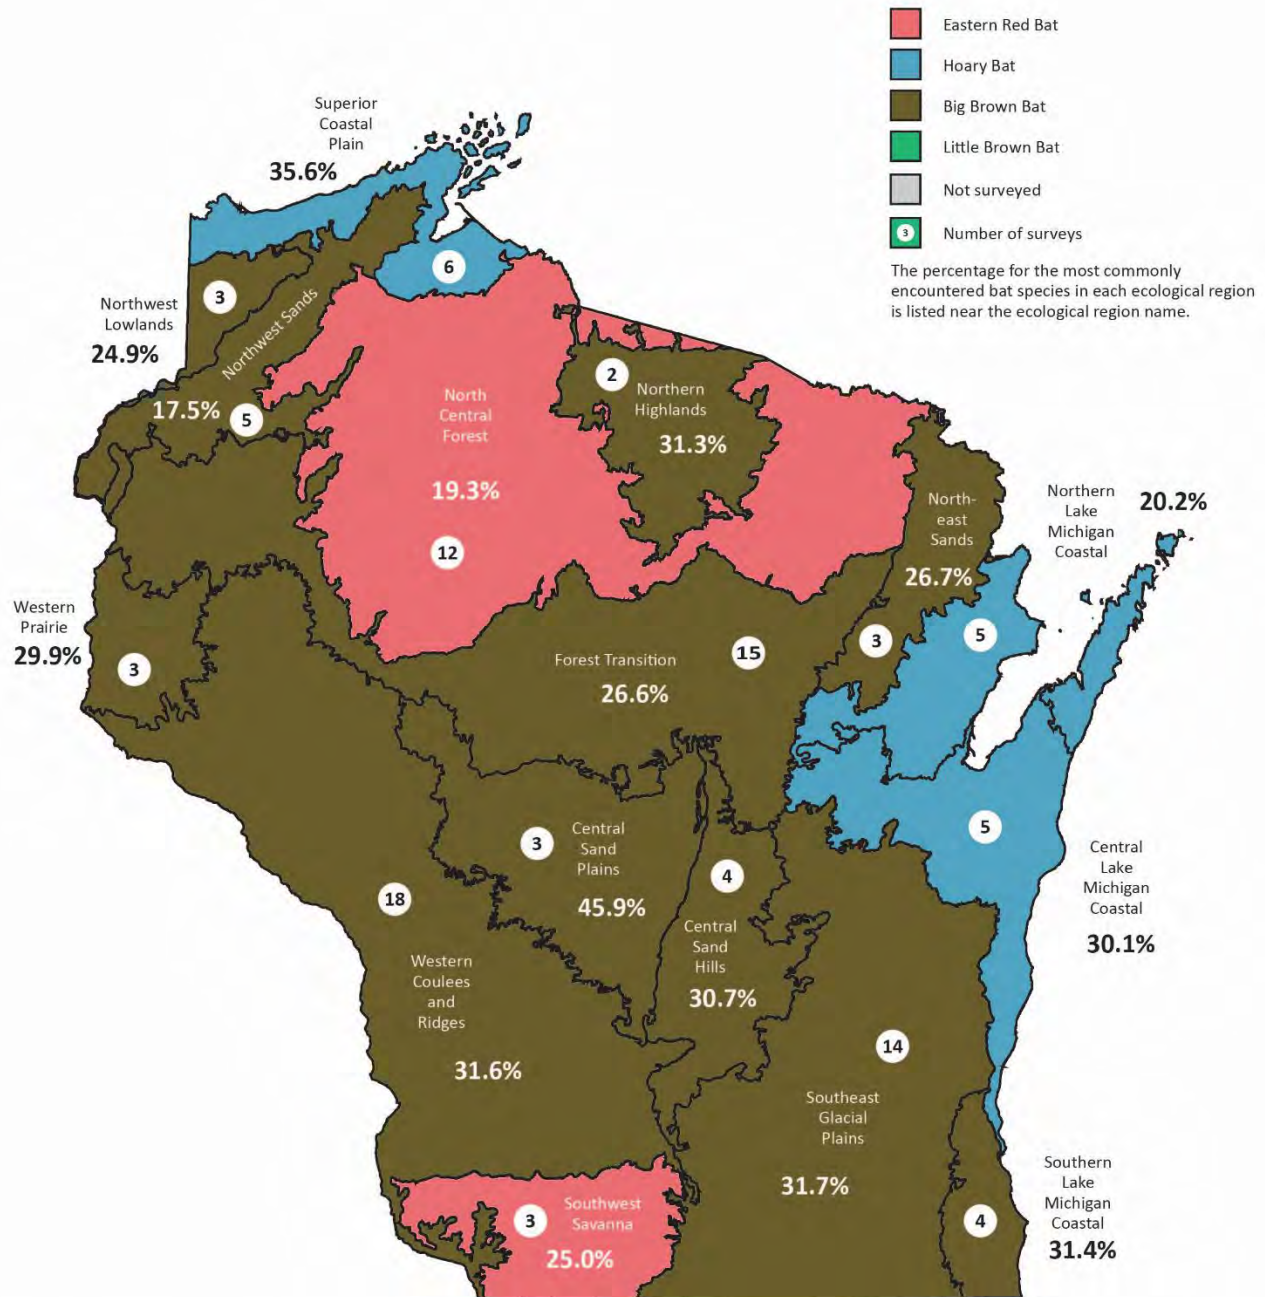 Eastern Red Bat
Hoary Bat
Big Brown Bat
Little Brown Bat
Not surveyed
3
Number of surveys
The percentage for the most commonly
encountered bat species in each ecological region
is listed near the ecological region name.
Superior
Coastal
Plain
35.6%
6
3
Northwest
Lowlands
24.9%
Northwest Sands
17.5%
5
North
Central
Forest
19.3%
12
2
Northern
Highlands
31.3%
North-
east
Sands
26.7%
3
Northern
Lake
Michigan
Coastal
20.2%
5
Western
Prairie
29.9%
3
Forest Transition
15
26.6%
3
Central
Sand
Plains
45.9%
4
Central
Sand
Hills
30.7%
5
Central
Lake
Michigan
Coastal
30.1%
18
Western
Coulees
and
Ridges
31.6%
14
Southeast
Glacial
Plains
31.7%
3
Southwest
Savanna
25.0%
4
Southern
Lake
Michigan
Coastal
31.4%